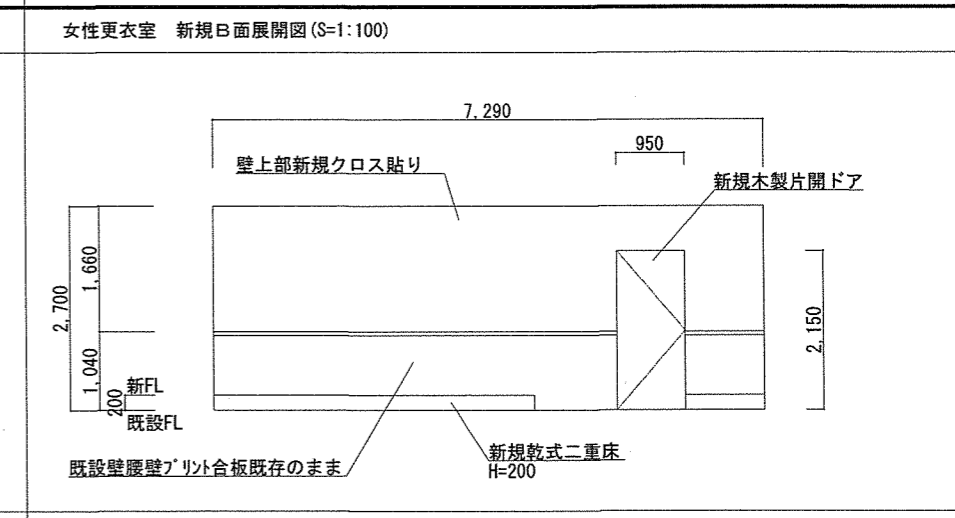 女性更衣室　新規B面展開図(S=1:100)
7,290
950
壁上部新規クロス貼り
新規木製片開ドア
2,700
1,660
1,040
200
新FL
既設FL
2,150
新規乾式二重床
H=200
既設壁腰壁ﾌﾟﾘﾝﾄ合板既存のまま